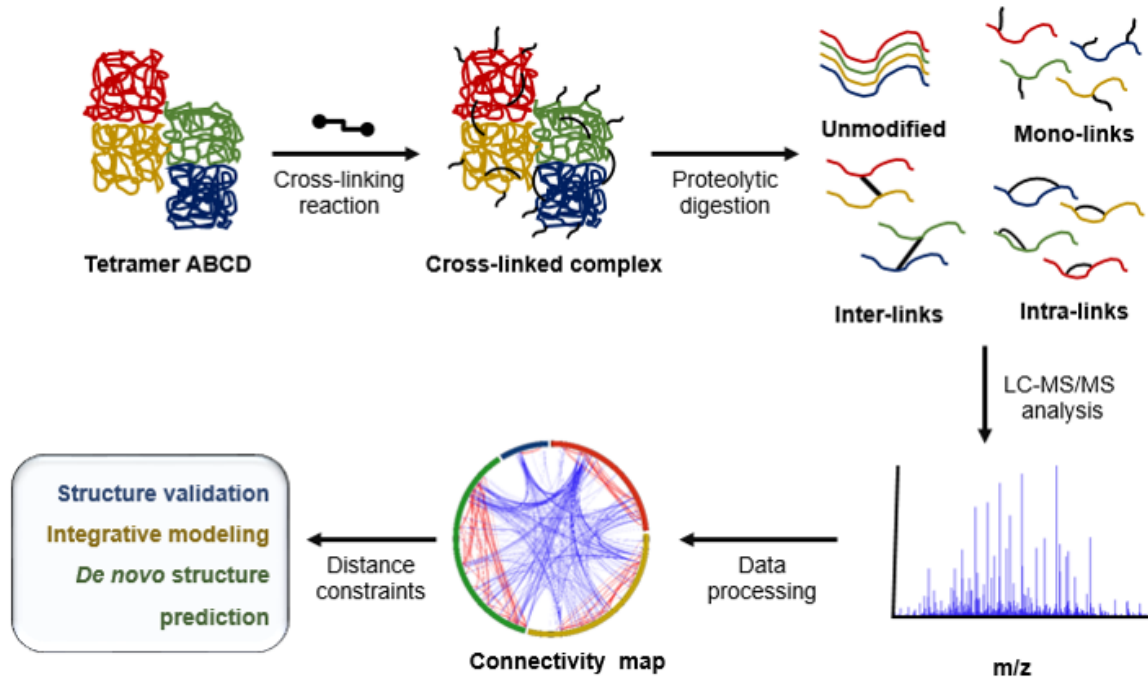 Tetramer ABCD
Cross-linking
reaction
Cross-linked complex
Proteolytic
digestion
Unmodified
Mono-links
Inter-links
Intra-links
LC-MS/MS
analysis
m/z
Data
processing
Connectivity map
Distance
constraints
Structure validation
Integrative modeling
De novo structure
prediction